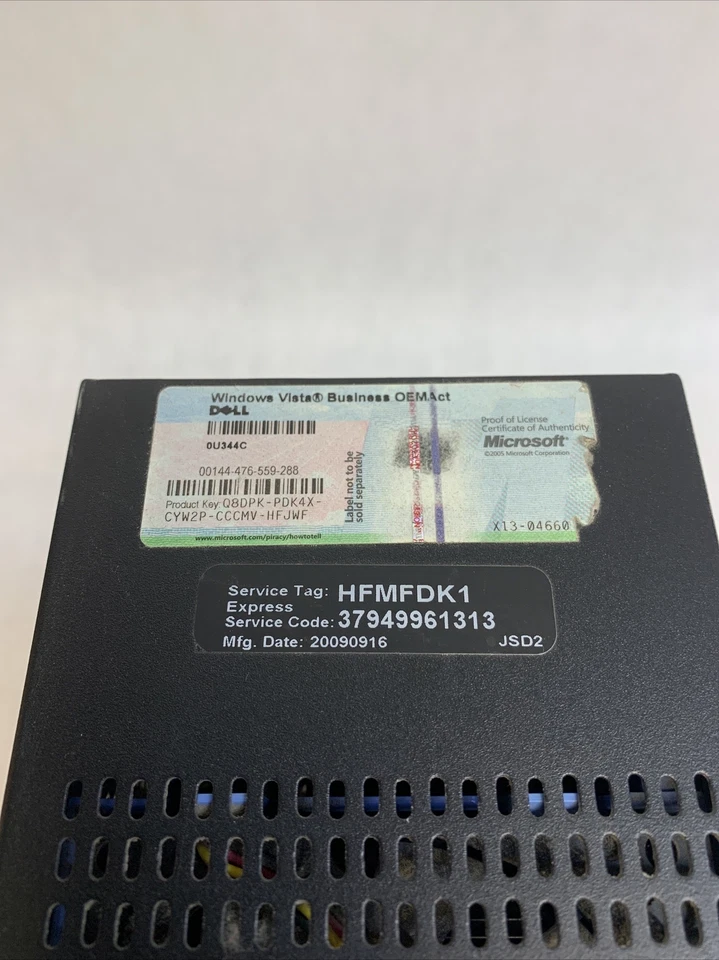 Windows Vista® Business OEMAct
DELL
0U344C
00144-476-559-288
Product Key: Q8DPK-PDK4X-
CYW2P-CCCMV-HFJWF
www.microsoft.com/piracy/howtotell
Label not to be
sold separately
Proof of License
Certificate of Authenticity
Microsoft®
©2005 Microsoft Corporation
X13-04660
Service Tag: HFMFDK1
Express
Service Code: 37949961313
Mfg. Date: 20090916 JSD2